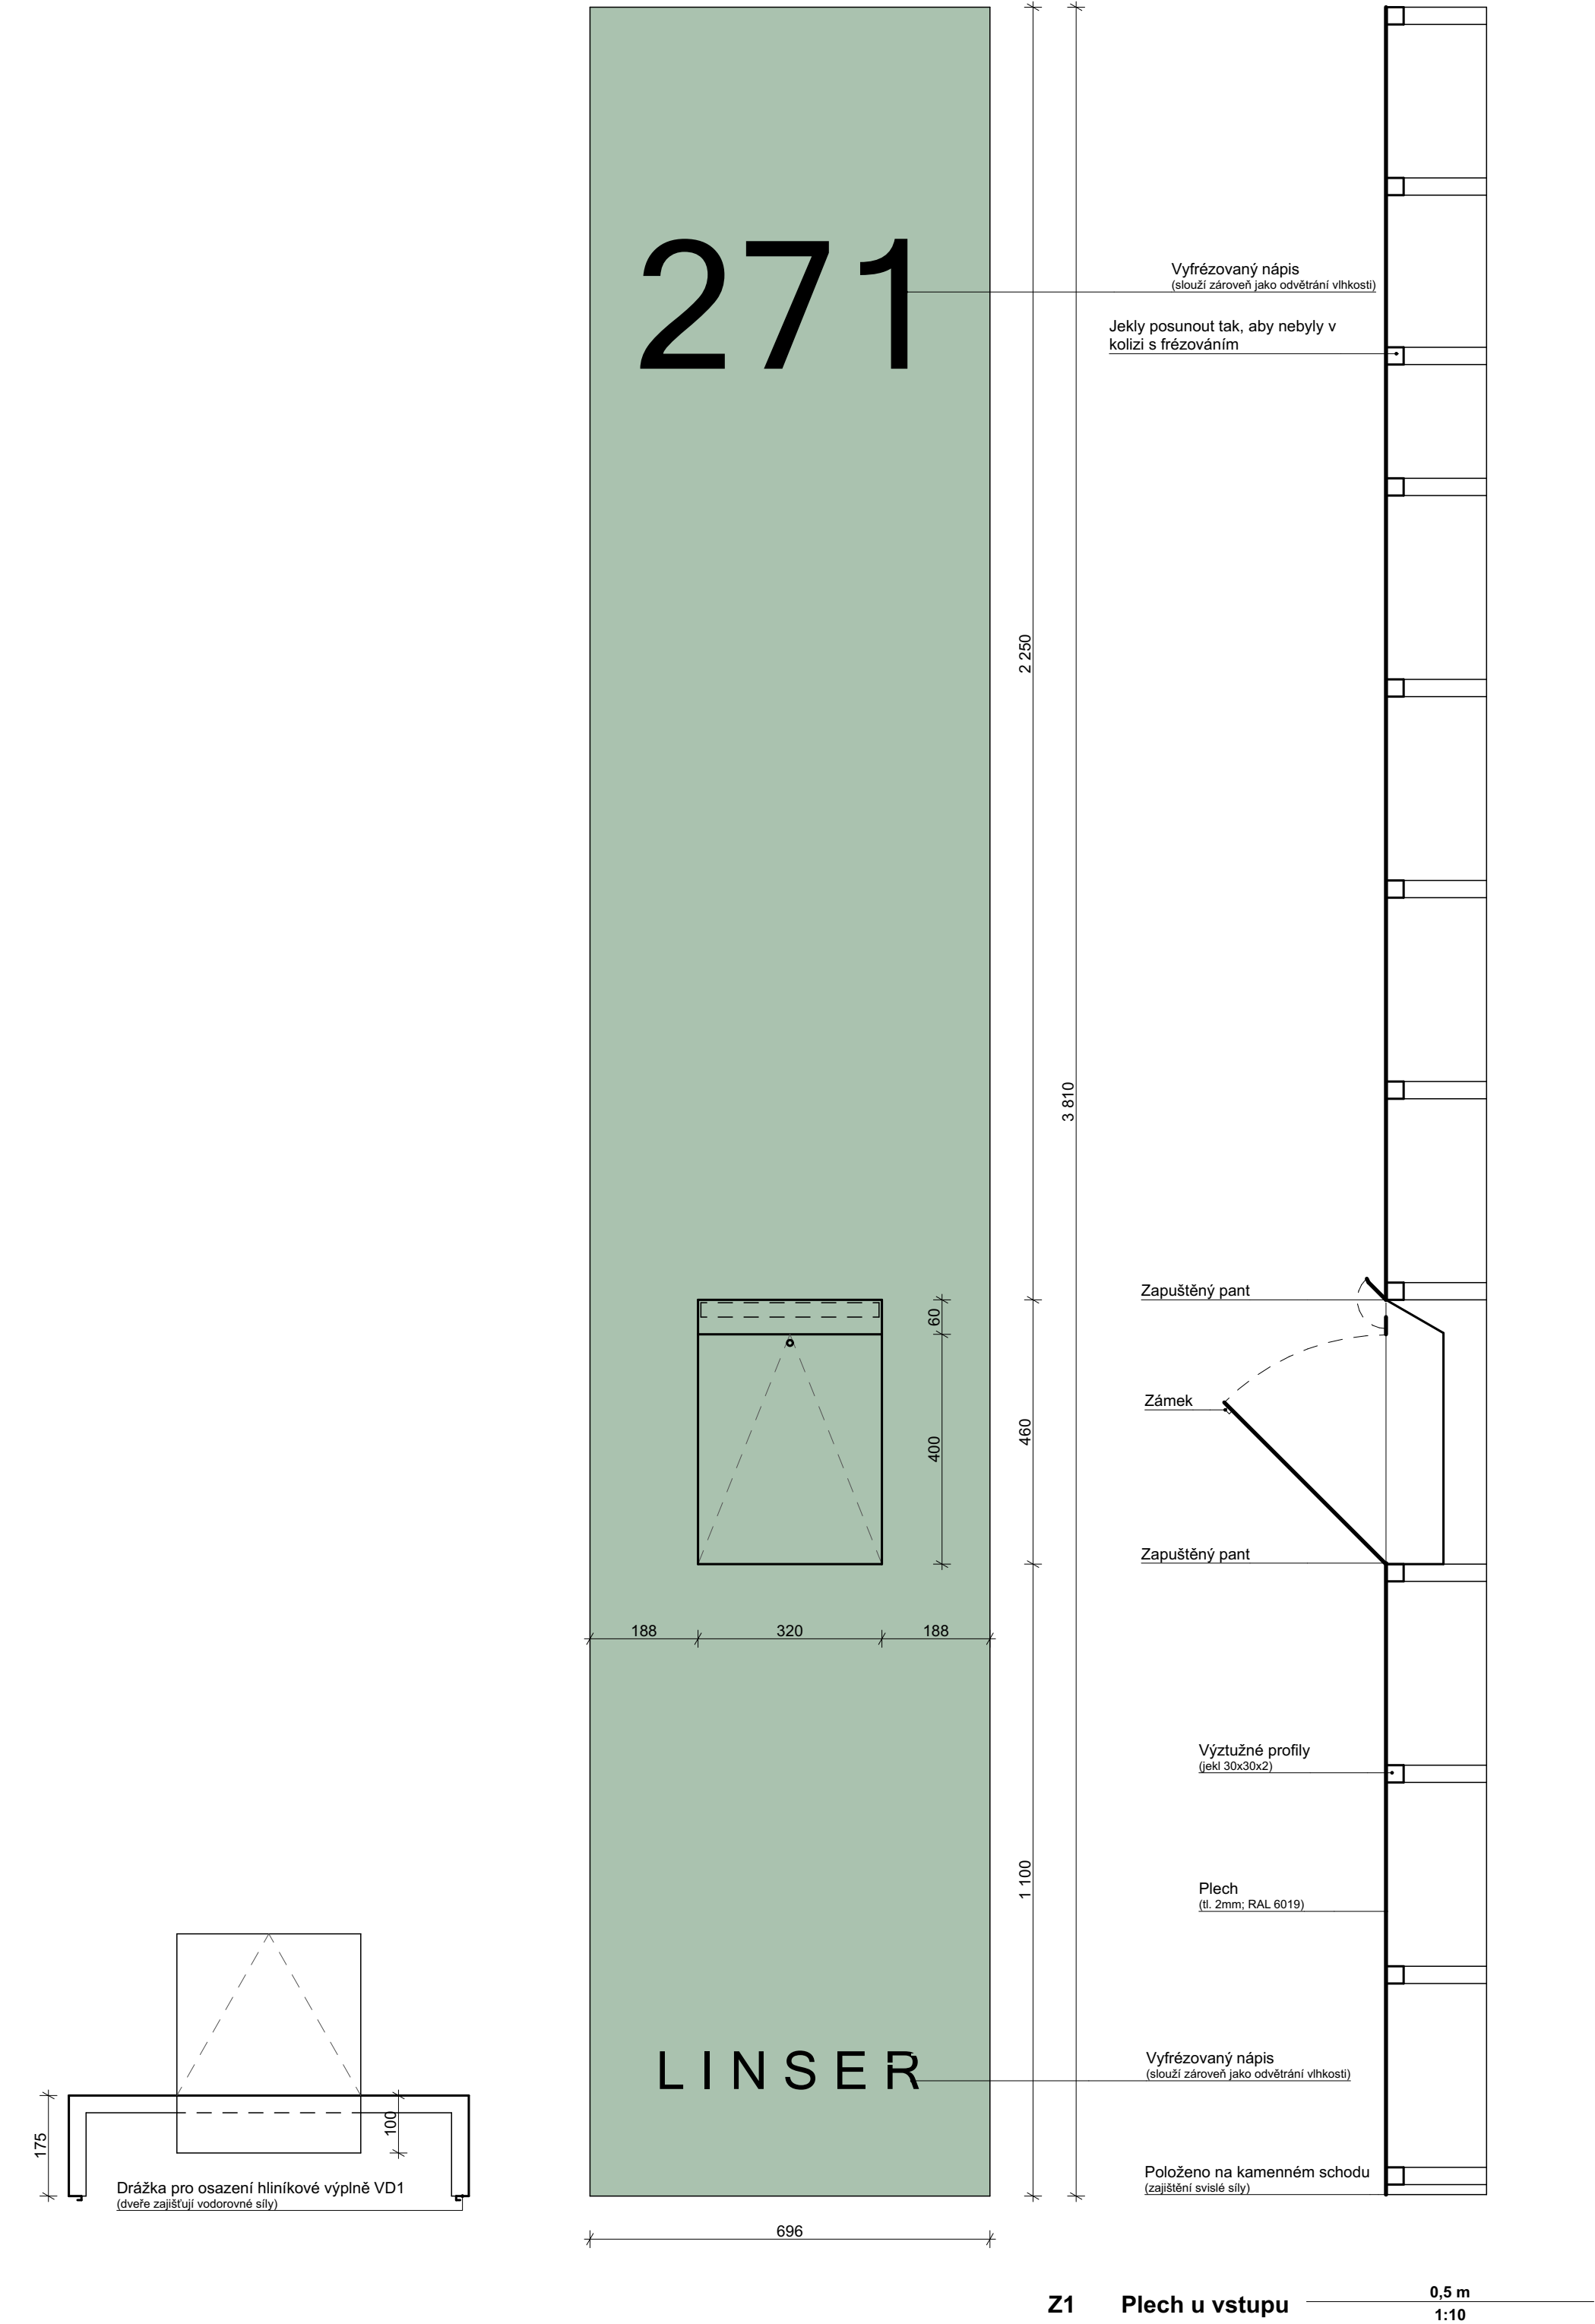 271
Vyfrézovaný nápis
(slouží zároveň jako odvětrání vlhkosti)
Jekly posunout tak, aby nebyly v
kolizi s frézováním
2 250
3 810
Zapuštěný pant
60
Zámek
460
400
Zapuštěný pant
188
320
188
Výztužné profily
(jekl 30x30x2)
1 100
Plech
(tl. 2mm; RAL 6019)
LINSER
Vyfrézovaný nápis
(slouží zároveň jako odvětrání vlhkosti)
175
100
Drážka pro osazení hliníkové výplně VD1
(dveře zajišťují vodorovné síly)
Položeno na kamenném schodu
(zajištění svislé síly)
696
Z1 Plech u vstupu
0,5 m
1:10